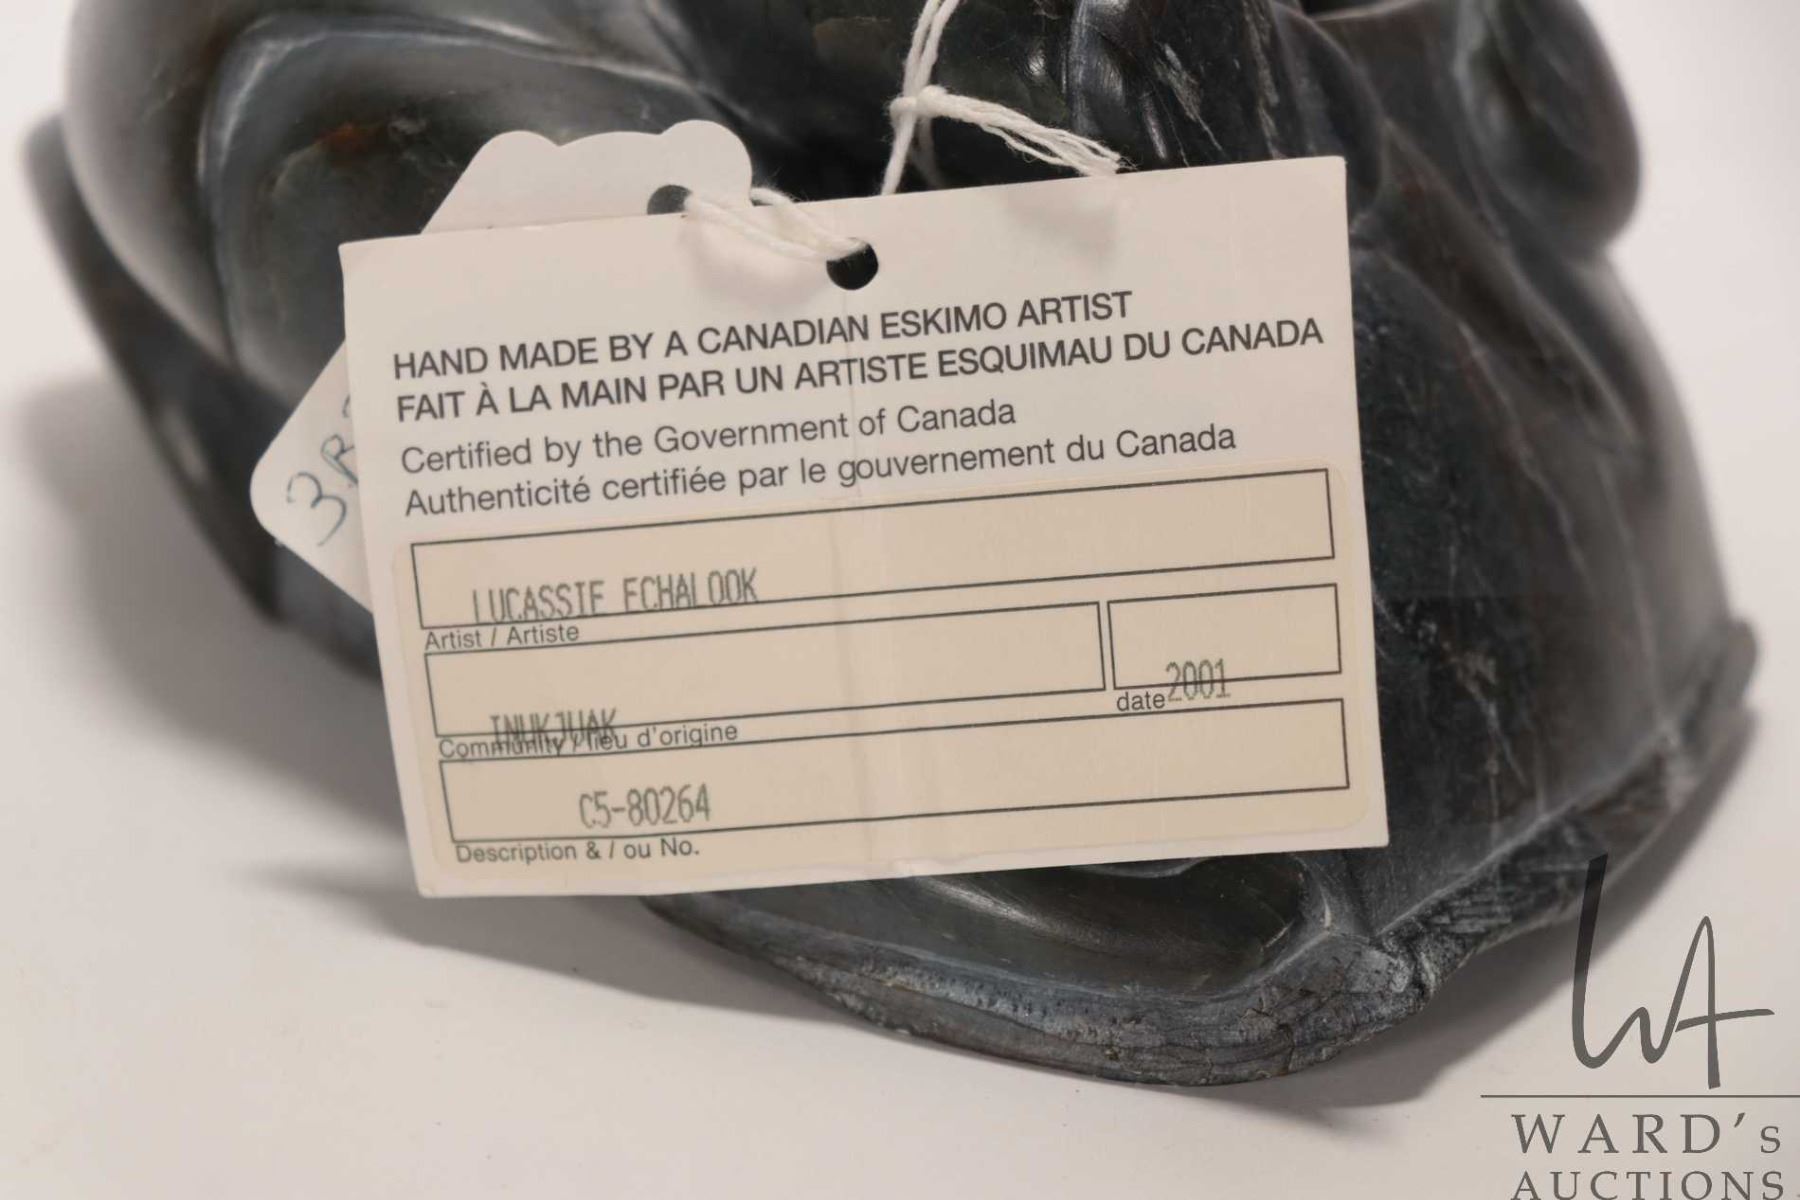 HAND MADE BY A CANADIAN ESKIMO ARTIST
FAIT À LA MAIN PAR UN ARTISTE ESQUIMAU DU CANADA
Certified by the Government of Canada
Authenticité certifiée par le gouvernement du Canada
LUCASSIE ECHALOOK
Artist / Artiste
INUKJUAK
Community / lieu d'origine
2001
date
C5-80264
Description & / ou No.
WARD's
AUCTIONS